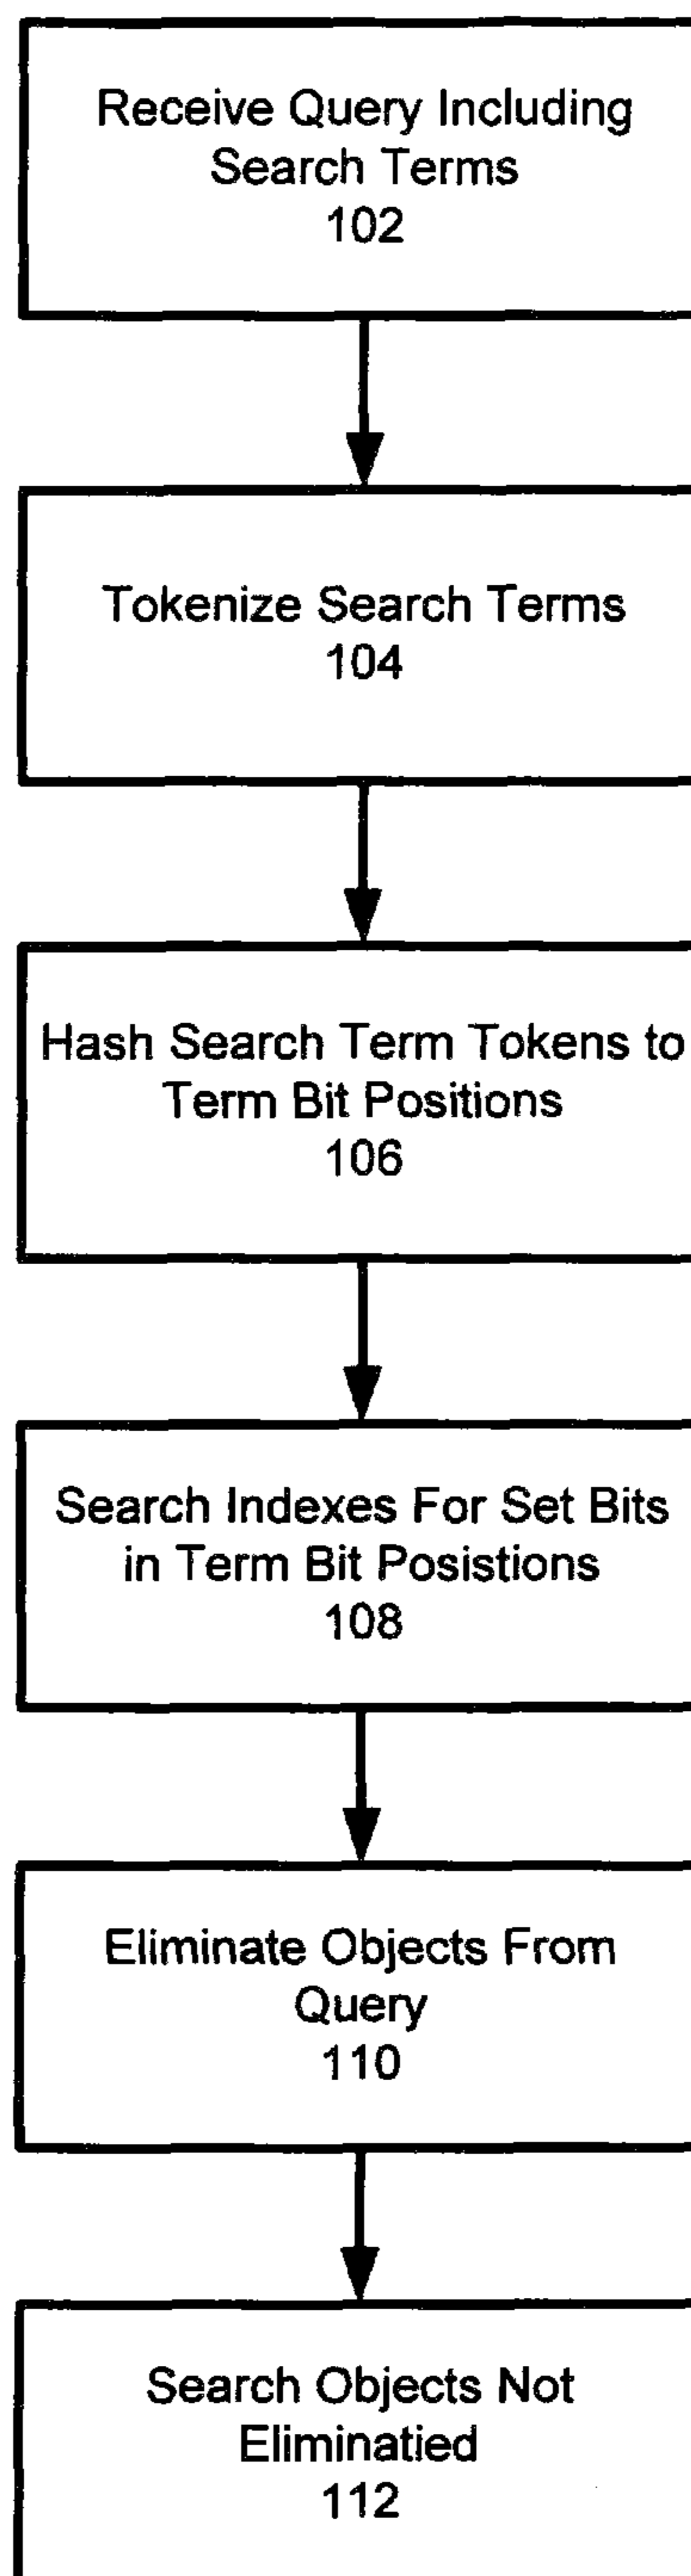 Receive Query Including
Search Terms
102
Tokenize Search Terms
104
Hash Search Term Tokens to
Term Bit Positions
106
Search Indexes For Set Bits
in Term Bit Posistions
108
Eliminate Objects From
Query
110
Search Objects Not
Eliminatied
112